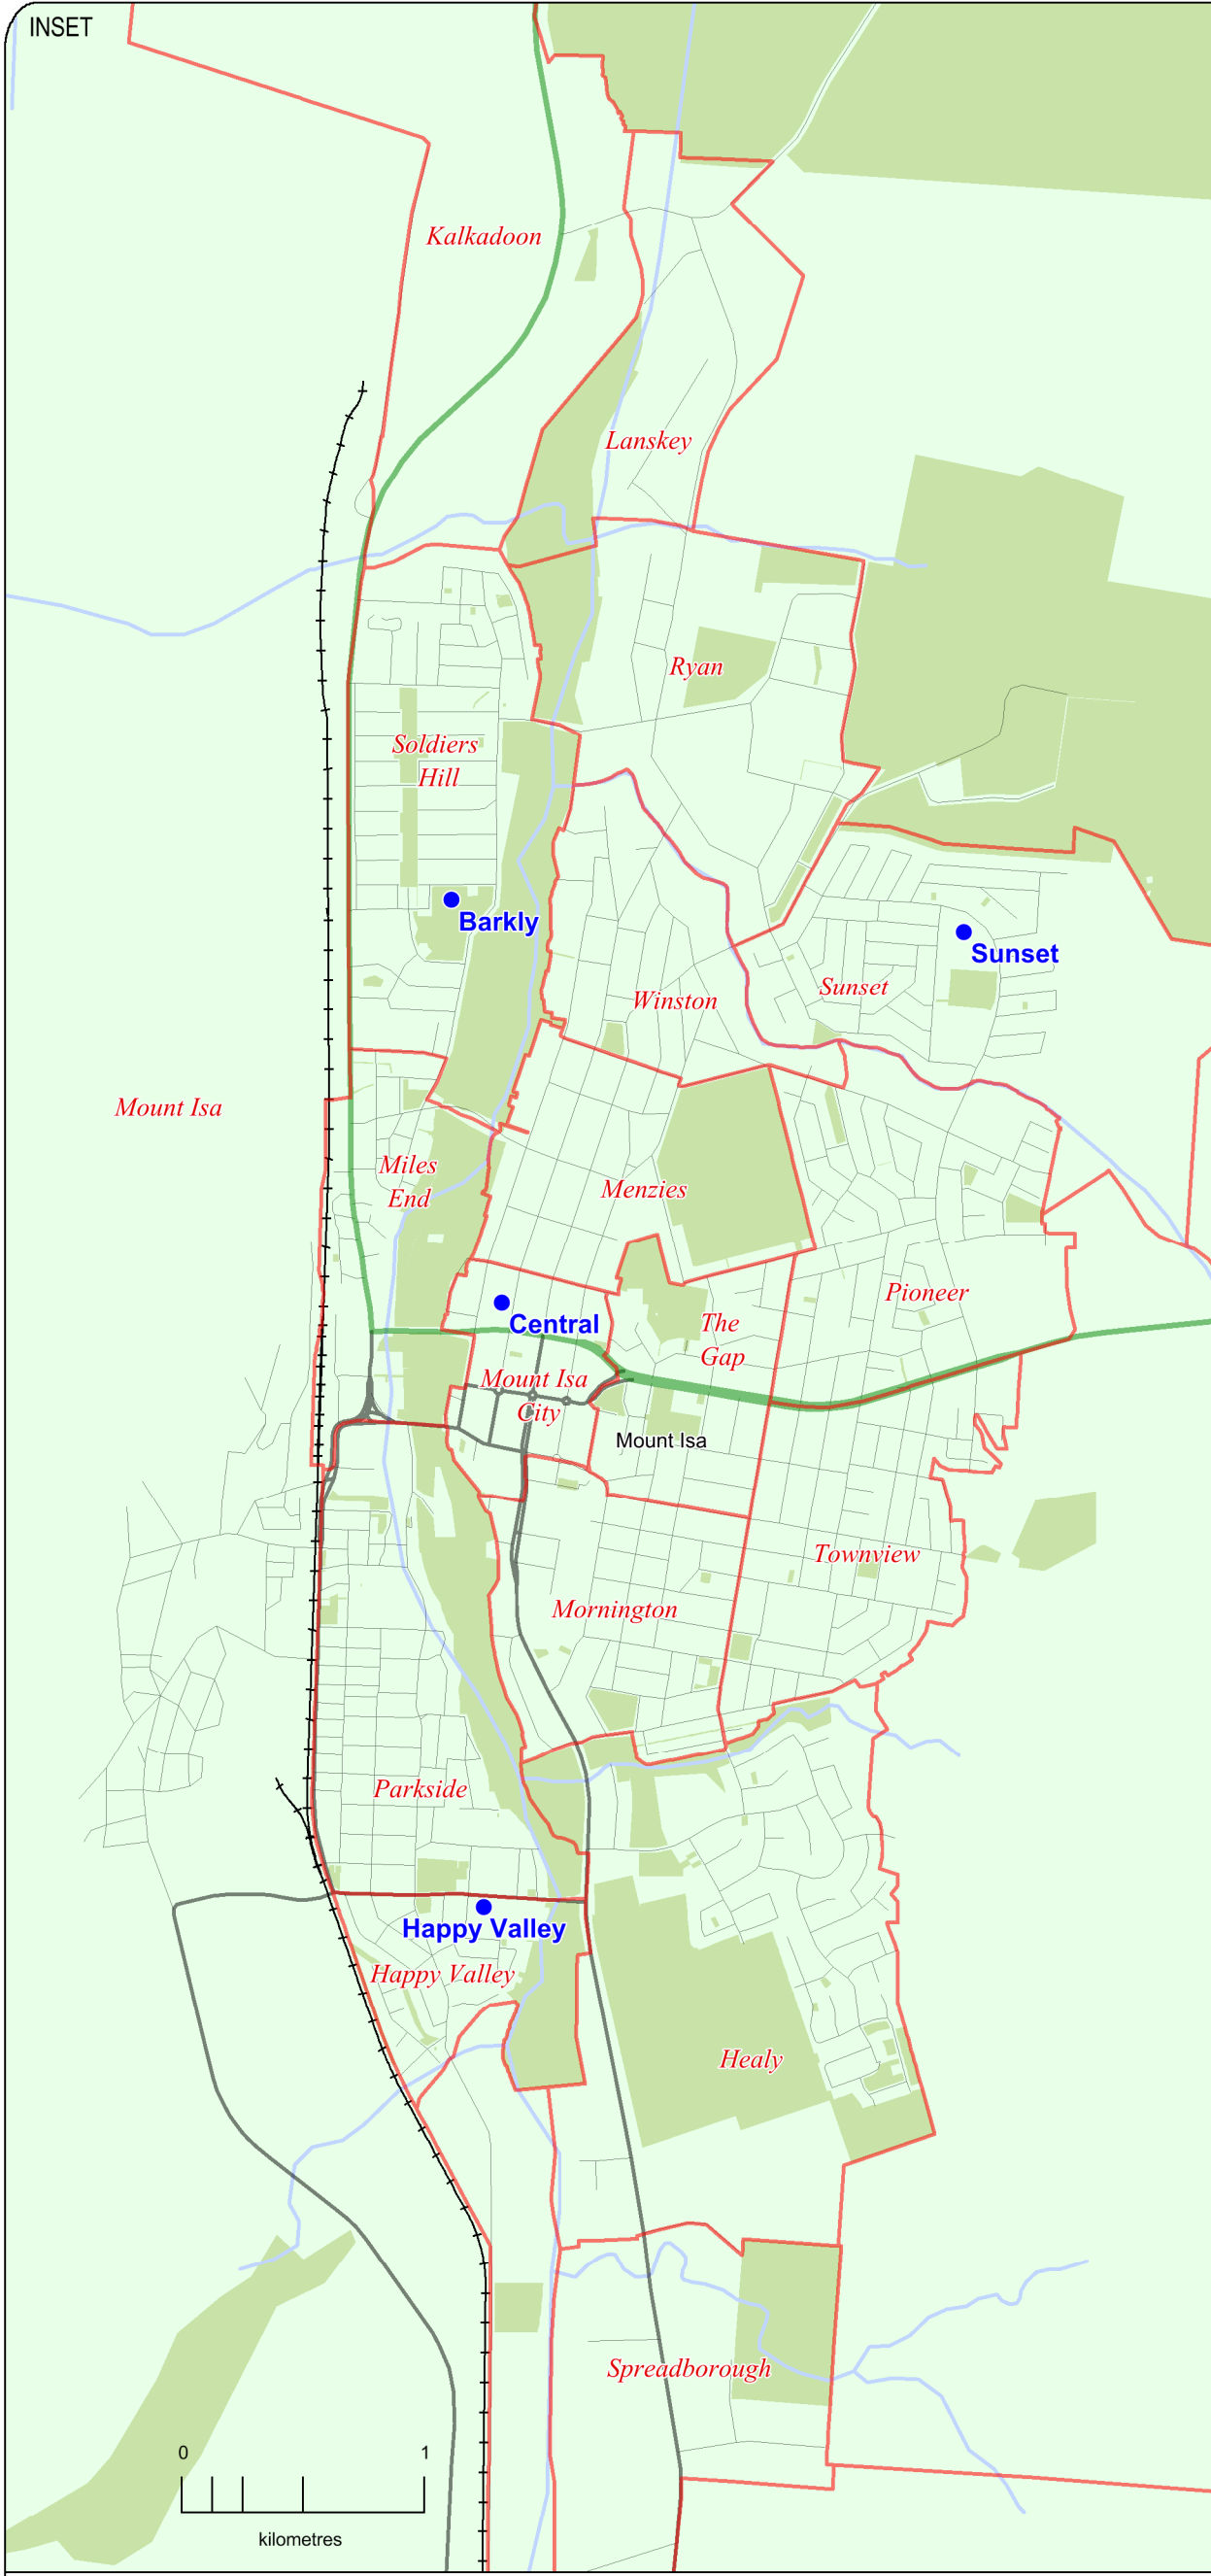 INSET
Kalkadoon
Lanskey
Ryan
Soldiers
Hill
Barkly
Sunset
Sunset
Winston
Mount Isa
Miles
End
Menzies
Pioneer
Central
The
Gap
Mount Isa
City
Mount Isa
Townview
Mornington
Parkside
Happy Valley
Happy Valley
Healy
Spreadborough
0 1
kilometres